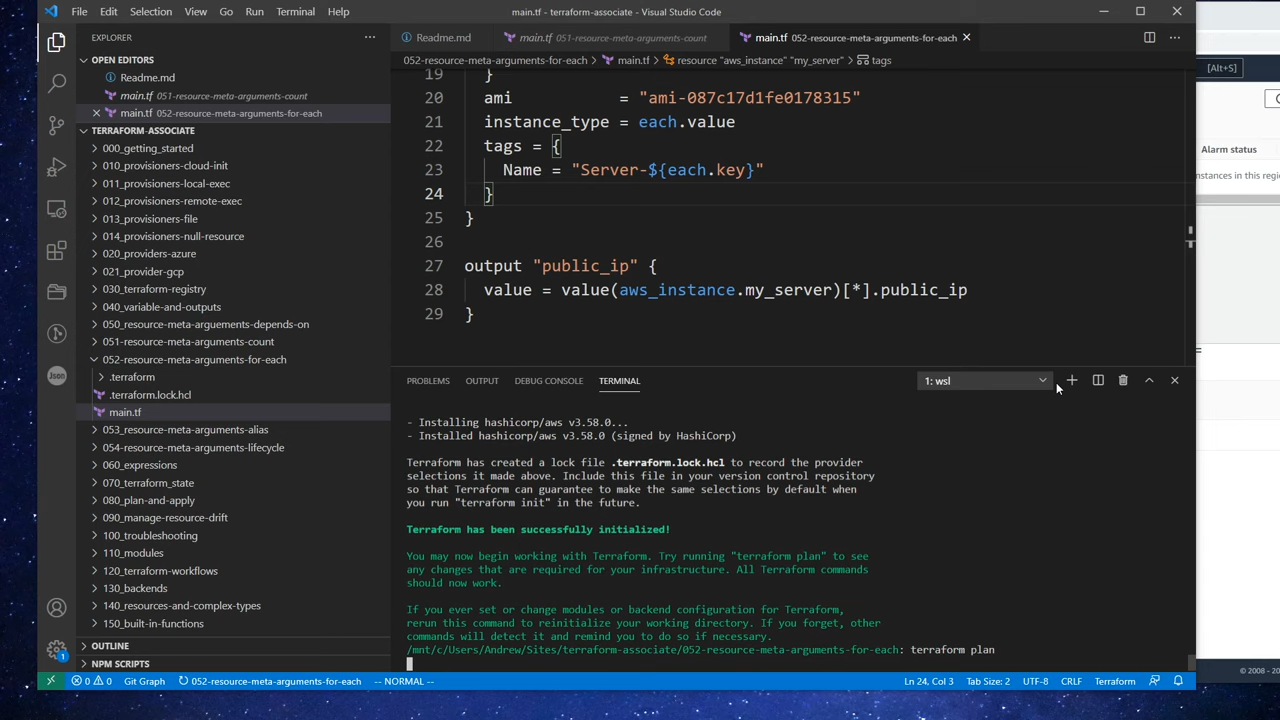 File Edit Selection View Go Run Terminal Help
main.tf - terraform-associate - Visual Studio Code
[Alt+S]
EXPLORER
OPEN EDITORS
Readme.md
main.tf 051-resource-meta-arguments-count
main.tf 052-resource-meta-arguments-for-each
TERRAFORM-ASSOCIATE
000_getting_started
010_provisioners-cloud-init
011_provisioners-local-exec
012_provisioners-remote-exec
013_provisioners-file
014_provisioners-null-resource
020_providers-azure
021_provider-gcp
030_terraform-registry
040_variable-and-outputs
050_resource-meta-arguements-depends-on
051-resource-meta-arguments-count
052-resource-meta-arguments-for-each
.terraform
.terraform.lock.hcl
main.tf
053_resource-meta-arguments-alias
054-resource-meta-arguments-lifecycle
060_expressions
070_terraform_state
080_plan-and-apply
090_manage-resource-drift
100_troubleshooting
110_modules
120_terraform-workflows
130_backends
140_resources-and-complex-types
150_built-in-functions
OUTLINE
NPM SCRIPTS
Json
1
Readme.md
main.tf 051-resource-meta-arguments-count
main.tf 052-resource-meta-arguments-for-each
052-resource-meta-arguments-for-each > main.tf > resource "aws_instance" "my_server" > tags
19 }
20 ami = "ami-087c17d1fe0178315"
21 instance_type = each.value
22 tags = {
23 Name = "Server-${each.key}"
24 }
25 }
26
27 output "public_ip" {
28 value = value(aws_instance.my_server)[*].public_ip
29 }
PROBLEMS OUTPUT DEBUG CONSOLE TERMINAL
1: wsl
- Installing hashicorp/aws v3.58.0...
- Installed hashicorp/aws v3.58.0 (signed by HashiCorp)
Terraform has created a lock file .terraform.lock.hcl to record the provider
selections it made above. Include this file in your version control repository
so that Terraform can guarantee to make the same selections by default when
you run "terraform init" in the future.
Terraform has been successfully initialized!
You may now begin working with Terraform. Try running "terraform plan" to see
any changes that are required for your infrastructure. All Terraform commands
should now work.
If you ever set or change modules or backend configuration for Terraform,
rerun this command to reinitialize your working directory. If you forget, other
commands will detect it and remind you to do so if necessary.
/mnt/c/Users/Andrew/Sites/terraform-associate/052-resource-meta-arguments-for-each: terraform plan
0 0 Git Graph 052-resource-meta-arguments-for-each -- NORMAL --
Ln 24, Col 3 Tab Size: 2 UTF-8 CRLF Terraform
Alarm status
instances in this regi
© 2008 -